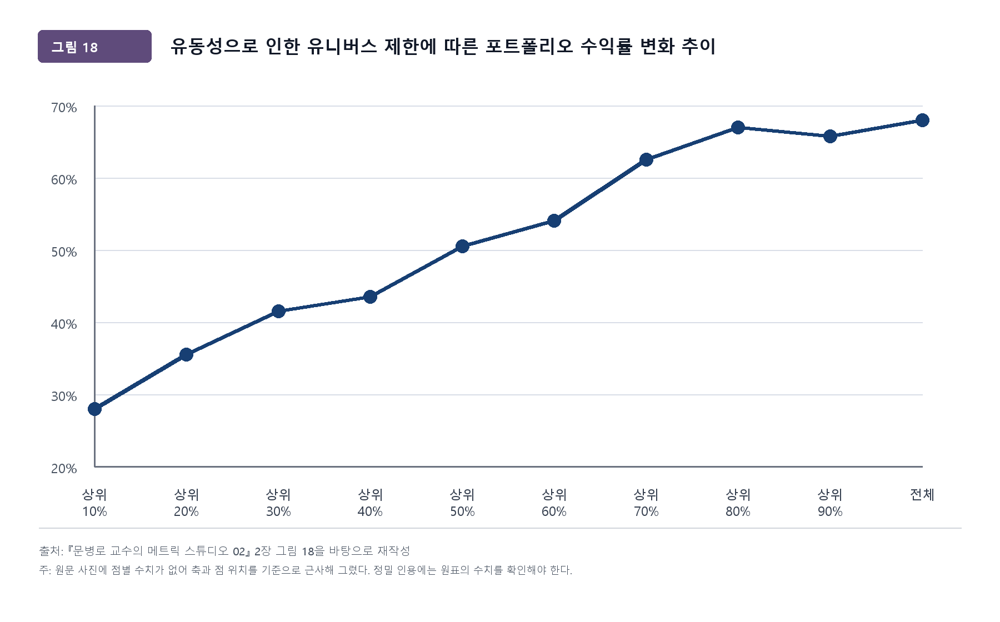 그림 18
유동성으로 인한 유니버스 제한에 따른 포트폴리오 수익률 변화 추이
70%
60%
50%
40%
30%
20%
상위 10%
상위 20%
상위 30%
상위 40%
상위 50%
상위 60%
상위 70%
상위 80%
상위 90%
전체
출처: 『문병로 교수의 메트릭 스튜디오 02』 2장 그림 18을 바탕으로 재작성
주: 원문 사진에 점별 수치가 없어 축과 점 위치를 기준으로 근사해 그렸다. 정밀 인용에는 원표의 수치를 확인해야 한다.